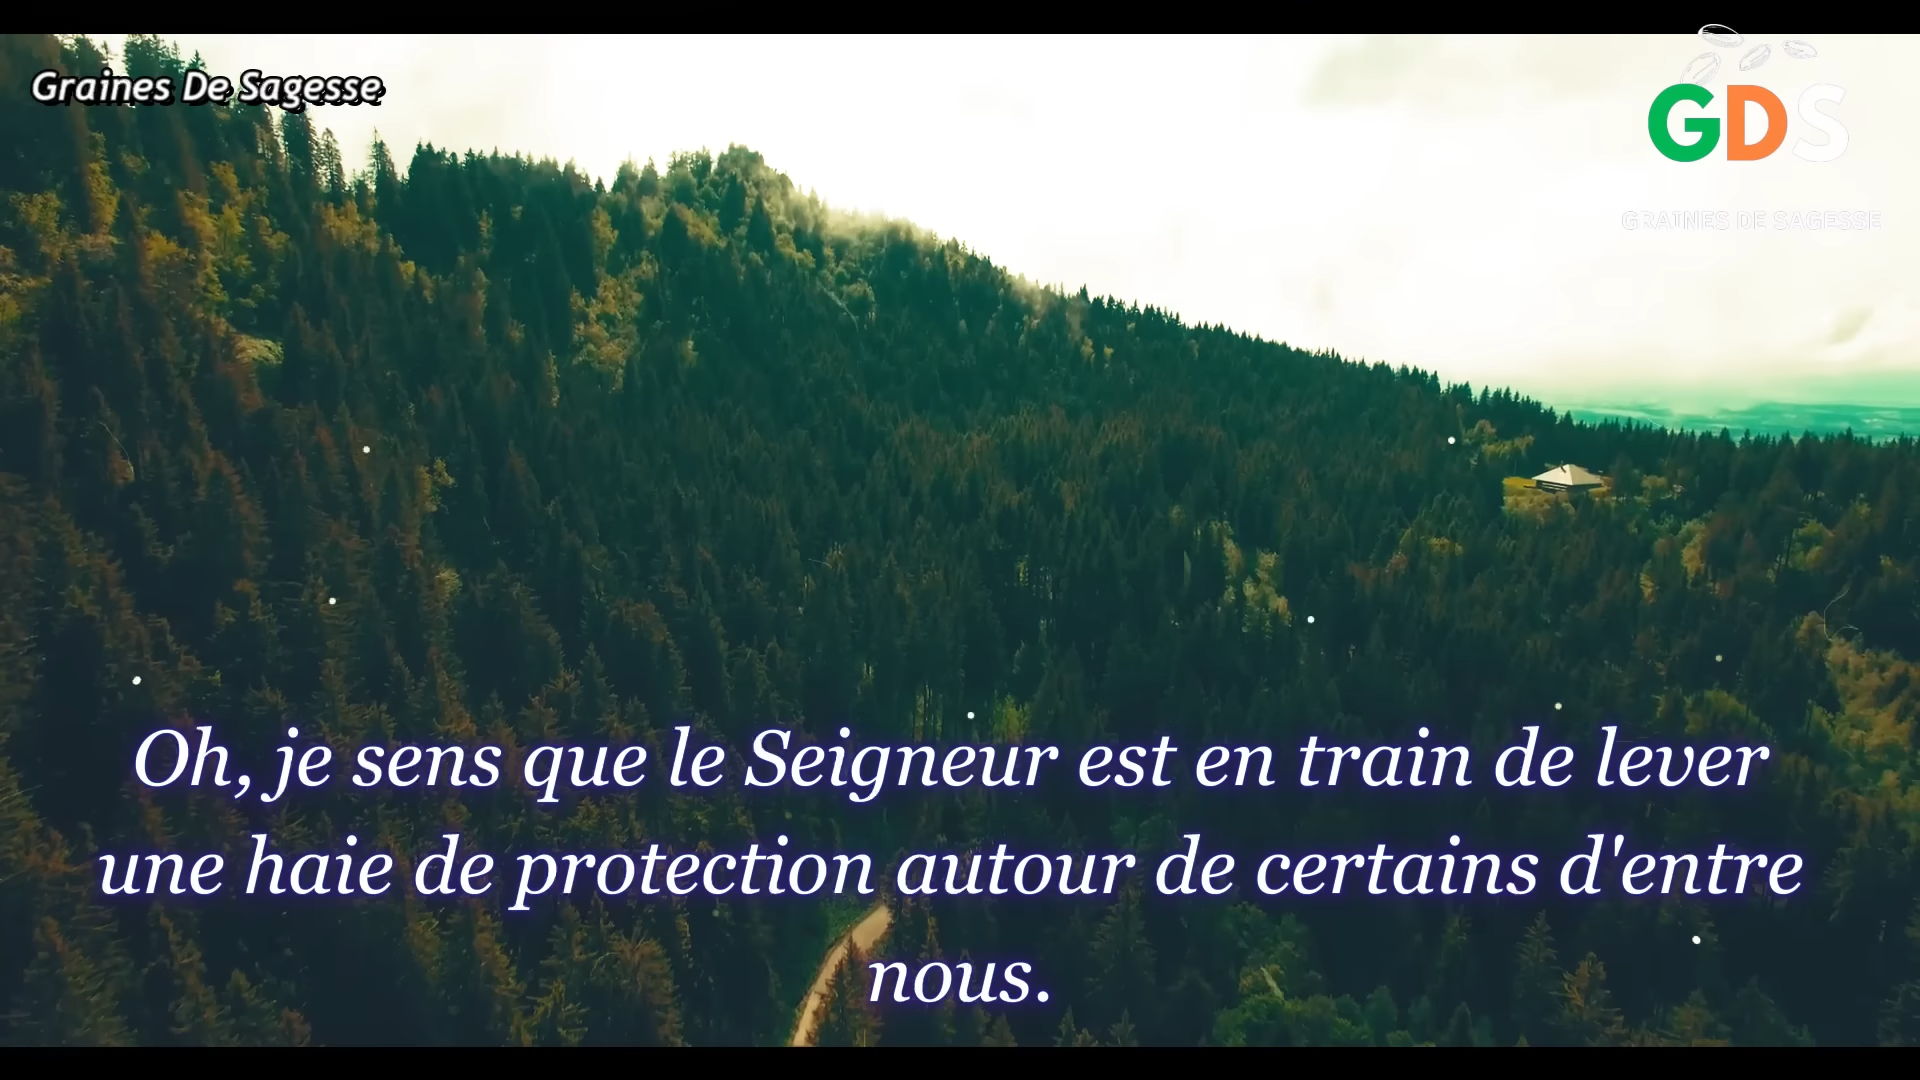 Graines De Sagesse
GDS
GRAINES DE SAGESSE
Oh, je sens que le Seigneur est en train de lever
une haie de protection autour de certains d'entre
nous.